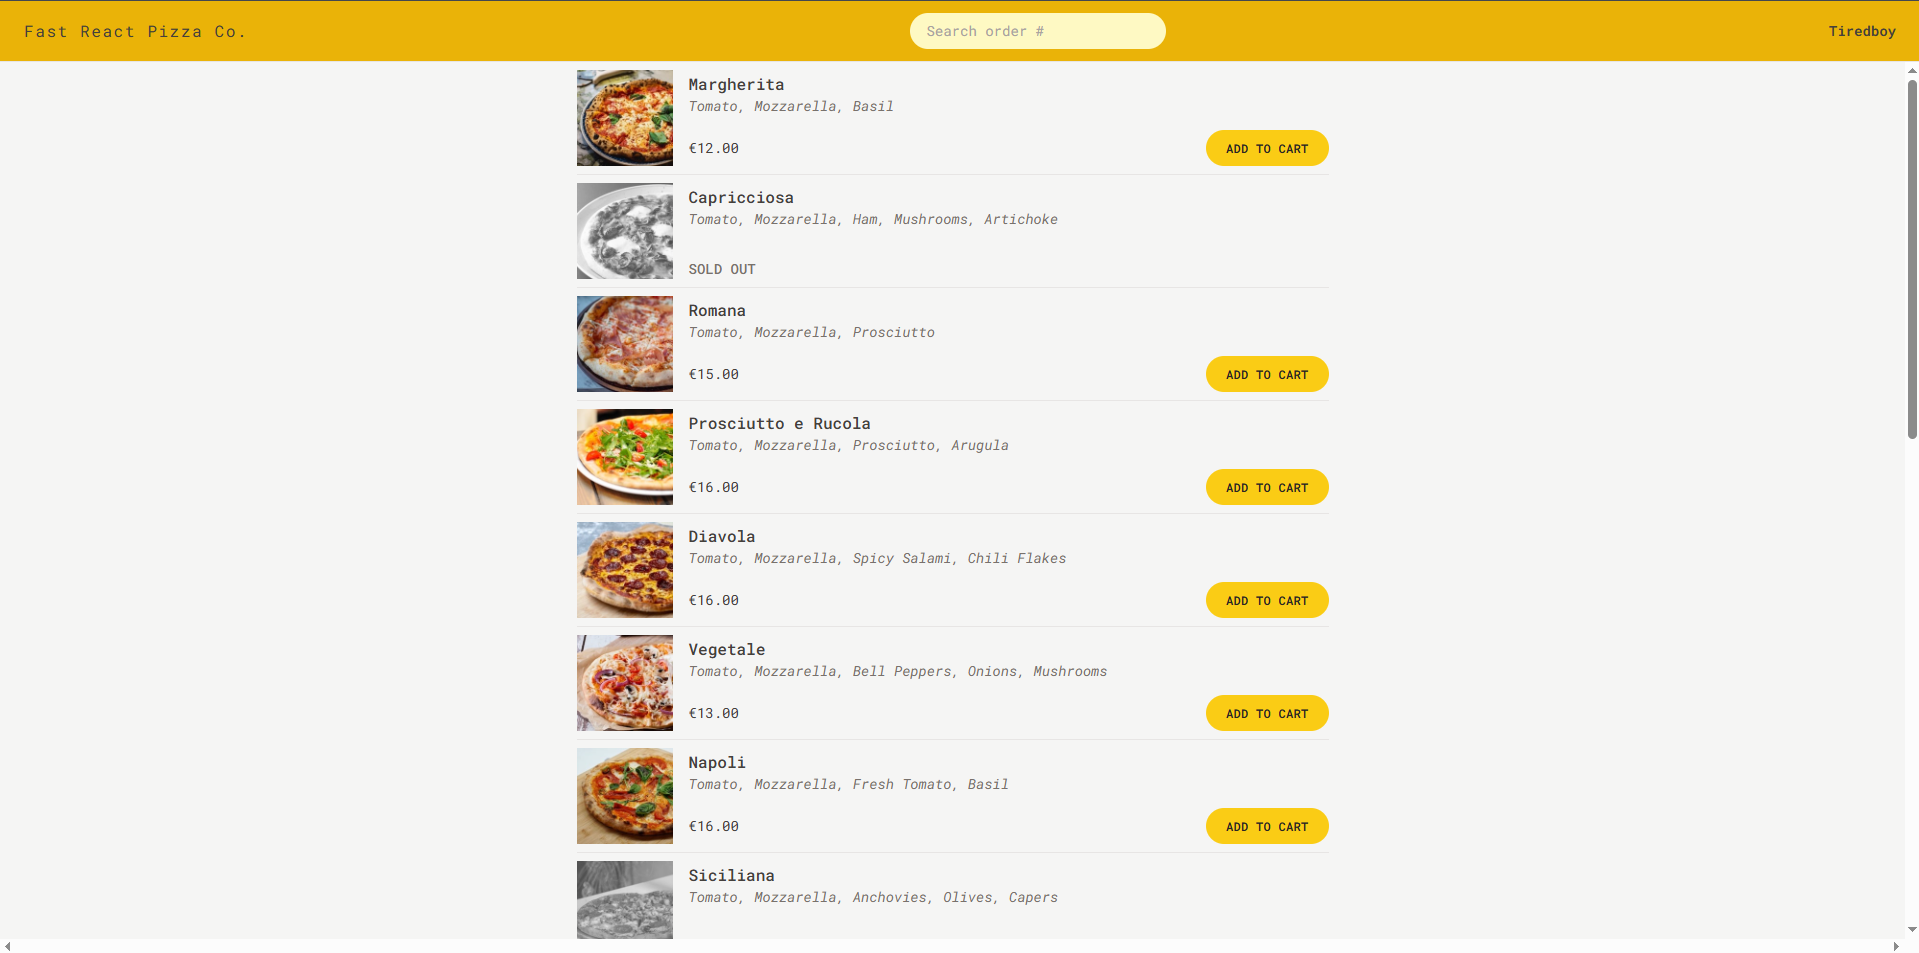 Fast React Pizza Co.
Search order #
Tiredboy
Margherita
Tomato, Mozzarella, Basil
€12.00
ADD TO CART
Capricciosa
Tomato, Mozzarella, Ham, Mushrooms, Artichoke
SOLD OUT
Romana
Tomato, Mozzarella, Prosciutto
€15.00
ADD TO CART
Prosciutto e Rucola
Tomato, Mozzarella, Prosciutto, Arugula
€16.00
ADD TO CART
Diavola
Tomato, Mozzarella, Spicy Salami, Chili Flakes
€16.00
ADD TO CART
Vegetale
Tomato, Mozzarella, Bell Peppers, Onions, Mushrooms
€13.00
ADD TO CART
Napoli
Tomato, Mozzarella, Fresh Tomato, Basil
€16.00
ADD TO CART
Siciliana
Tomato, Mozzarella, Anchovies, Olives, Capers